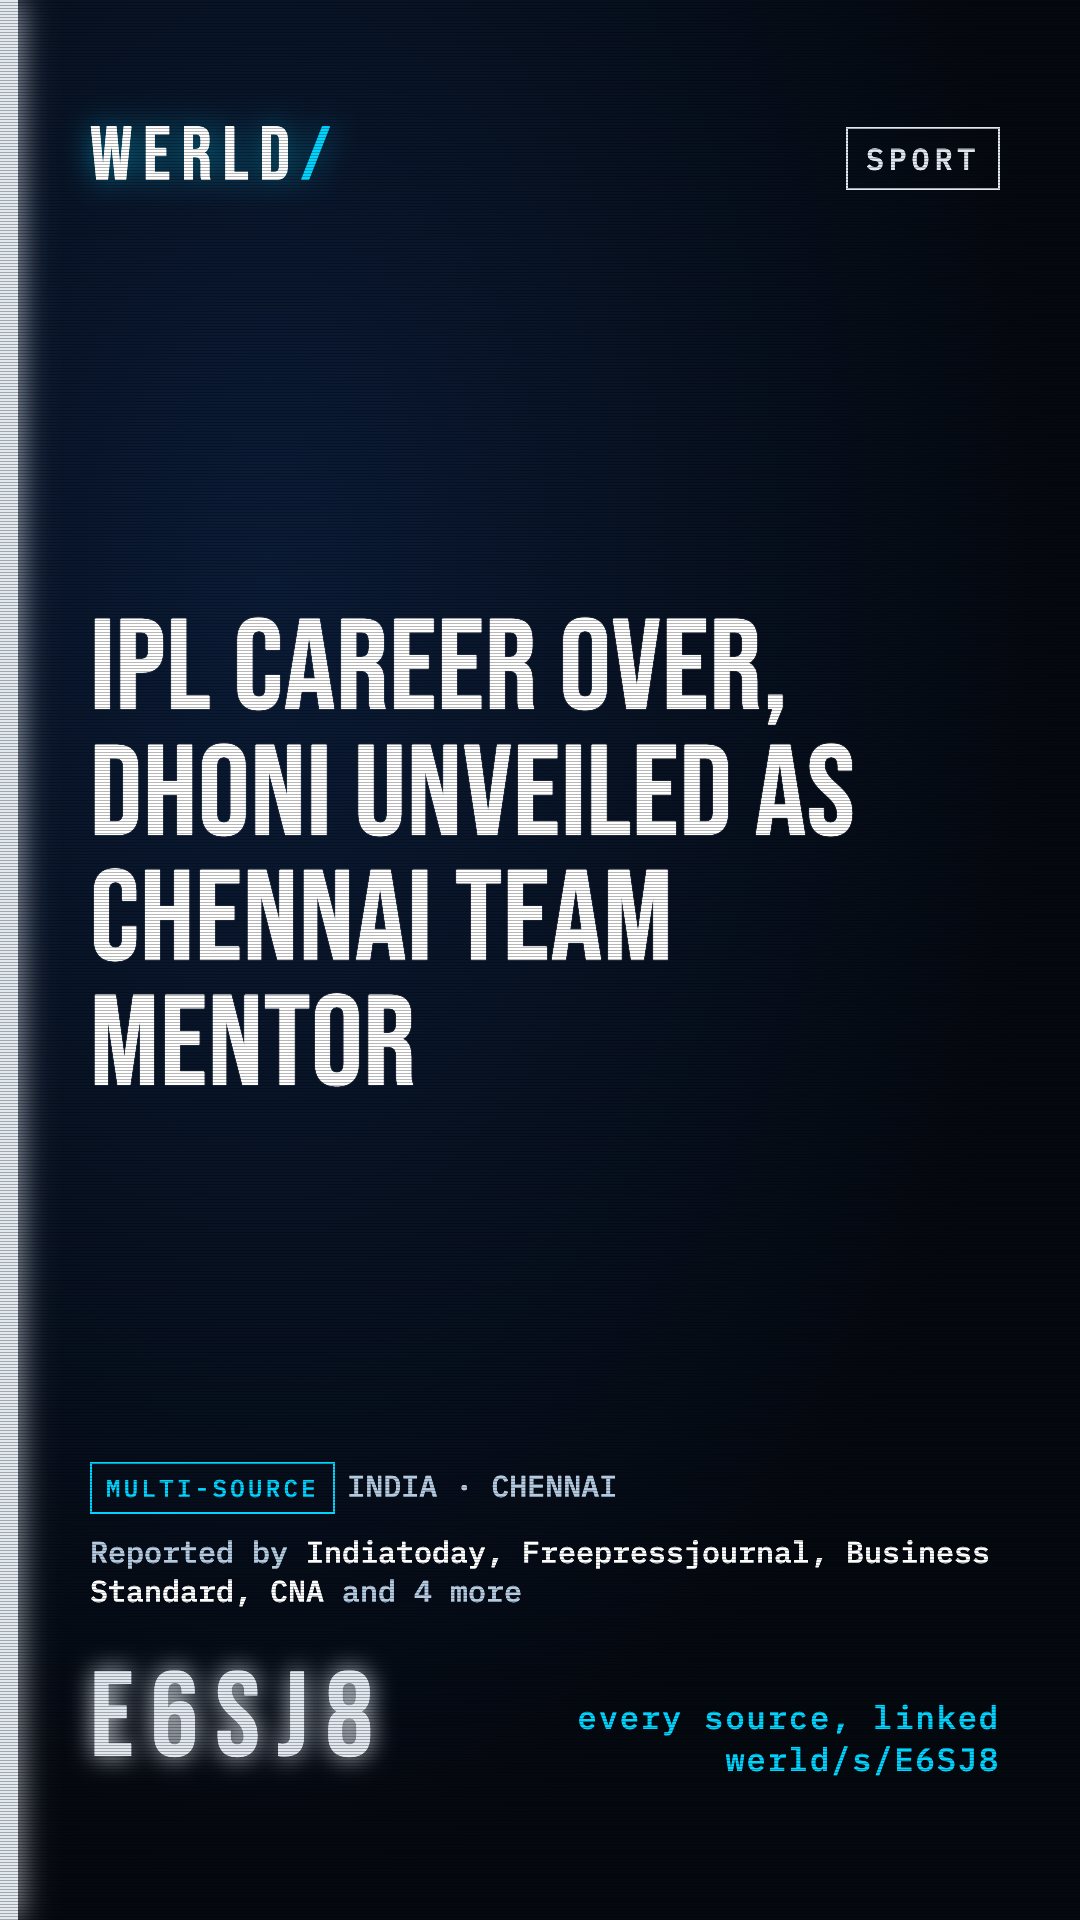 WERLD/
SPORT
IPL CAREER OVER,
DHONI UNVEILED AS
CHENNAI TEAM
MENTOR
MULTI-SOURCE INDIA · CHENNAI
Reported by Indiatoday, Freepressjournal, Business
Standard, CNA and 4 more
E6SJ8
every source, linked
werld/s/E6SJ8